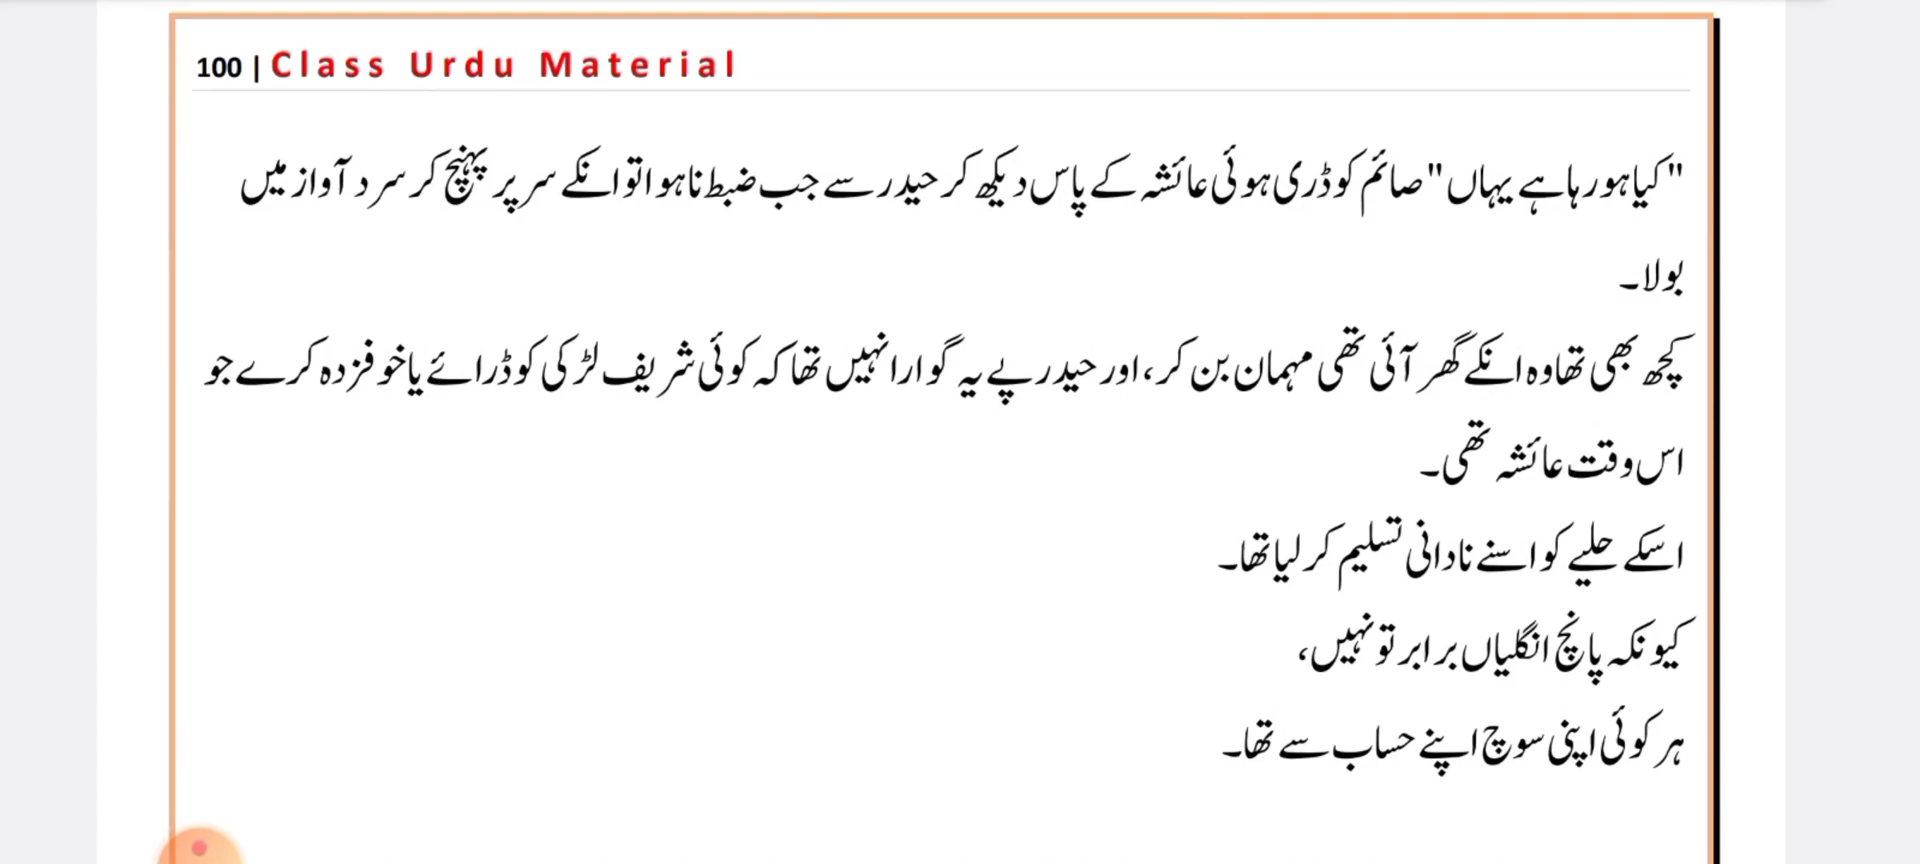 100 | Class Urdu Material
"کیا ہو رہا ہے یہاں" صائم کو ڈری ہوئی عائشہ کے پاس دیکھ کر حیدر سے جب ضبط نا ہوا تو انکے سر پر پہنچ کر سرد آواز میں
بولا۔
کچھ بھی تھا وہ انکے گھر آئی تھی مہمان بن کر، اور حیدر پے یہ گوارا نہیں تھا کہ کوئی شریف لڑکی کو ڈرائے یا خوفزدہ کرے جو
اس وقت عائشہ تھی۔
اسکے حلیے کو اسنے نادانی تسلیم کر لیا تھا۔
کیونکہ پانچ انگلیاں برابر تو نہیں،
ہر کوئی اپنی سوچ اپنے حساب سے تھا۔